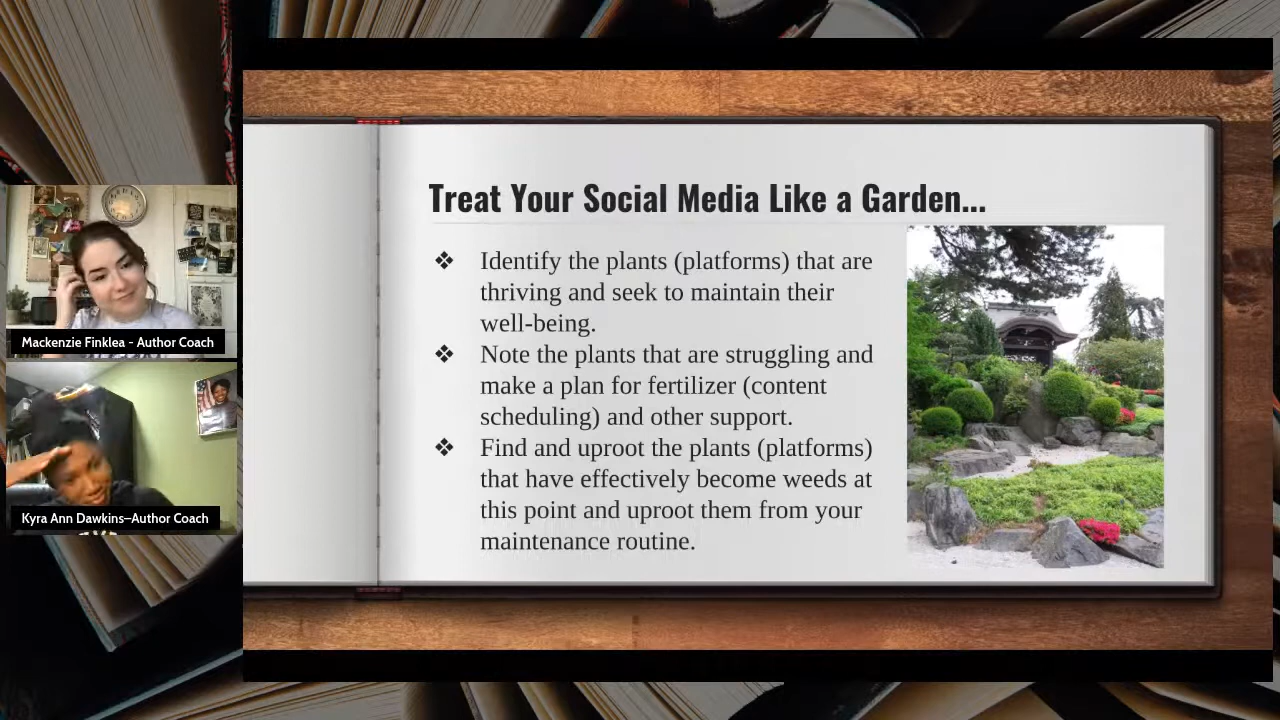 Treat Your Social Media Like a Garden...
❖ Identify the plants (platforms) that are
thriving and seek to maintain their
well-being.
❖ Note the plants that are struggling and
make a plan for fertilizer (content
scheduling) and other support.
❖ Find and uproot the plants (platforms)
that have effectively become weeds at
this point and uproot them from your
maintenance routine.
Mackenzie Finklea - Author Coach
Kyra Ann Dawkins–Author Coach